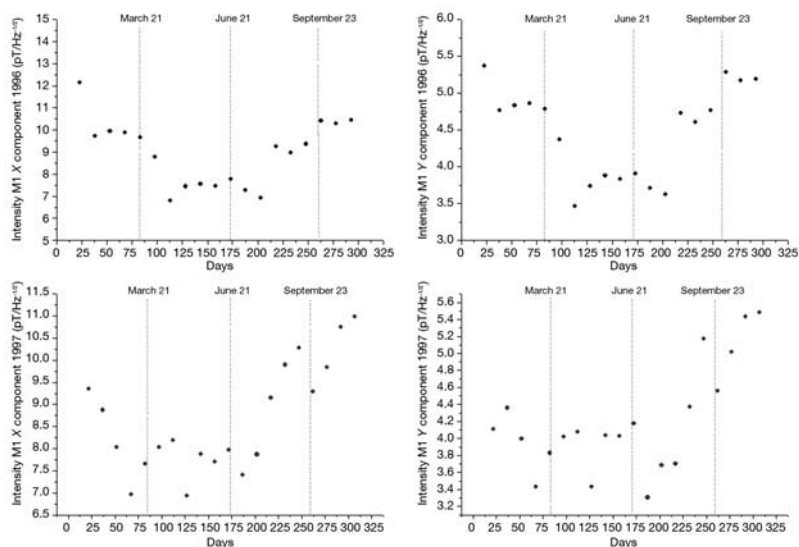 March 21
June 21
September 23
Intensity M1 X component 1996 (pT/Hz-1/2)
15
14
13
12
11
10
9
8
7
6
5
0 25 50 75 100 125 150 175 200 225 250 275 300 325
Days
March 21
June 21
September 23
Intensity M1 Y component 1996 (pT/Hz-1/2)
6.0
5.5
5.0
4.5
4.0
3.5
3.0
0 25 50 75 100 125 150 175 200 225 250 275 300 325
Days
March 21
June 21
September 23
Intensity M1 X component 1997 (pT/Hz-1/2)
11.5
11.0
10.5
10.0
9.5
9.0
8.5
8.0
7.5
7.0
6.5
0 25 50 75 100 125 150 175 200 225 250 275 300 325
Days
March 21
June 21
September 23
Intensity M1 Y component 1997 (pT/Hz-1/2)
5.6
5.4
5.2
5.0
4.8
4.6
4.4
4.2
4.0
3.8
3.6
3.4
3.2
0 25 50 75 100 125 150 175 200 225 250 275 300 325
Days